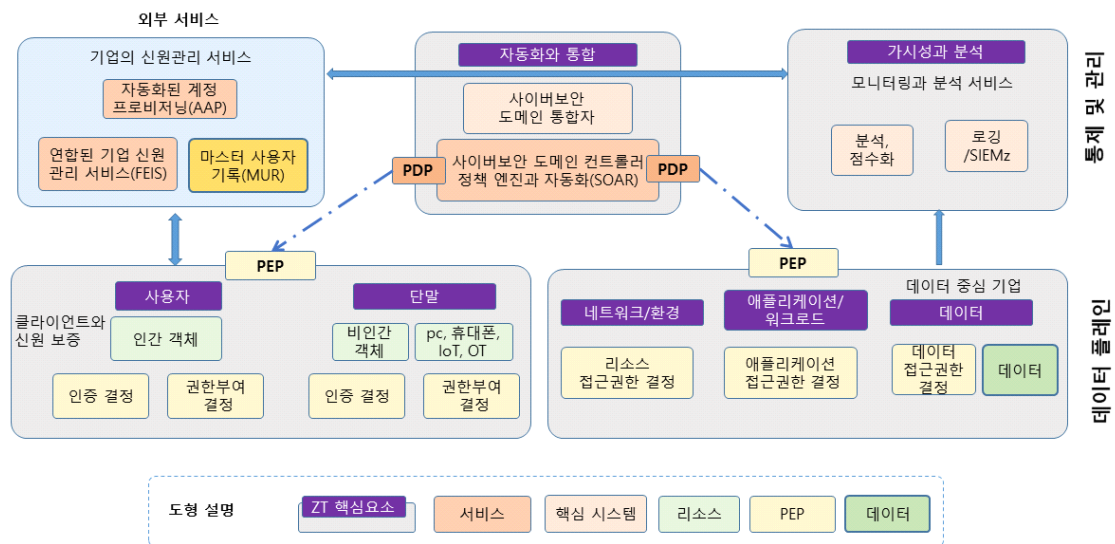 외부 서비스
기업의 신원관리 서비스
자동화된 계정
프로비저닝(AAP)
연합된 기업 신원
관리 서비스(FEIS)
마스터 사용자
기록(MUR)
자동화와 통합
사이버보안
도메인 통합자
PDP
사이버보안 도메인 컨트롤러
정책 엔진과 자동화(SOAR)
PDP
가시성과 분석
모니터링과 분석 서비스
분석,
점수화
로깅
/SIEMz
통제 및 관리
PEP
사용자
단말
클라이언트와
신원 보증
인간 객체
비인간
객체
pc, 휴대폰,
IoT, OT
인증 결정
권한부여
결정
인증 결정
권한부여
결정
PEP
데이터 중심 기업
네트워크/환경
애플리케이션/
워크로드
데이터
리소스
접근권한 결정
애플리케이션
접근권한 결정
데이터
접근권한
결정
데이터
데이터 플레인
도형 설명
ZT 핵심요소
서비스
핵심 시스템
리소스
PEP
데이터